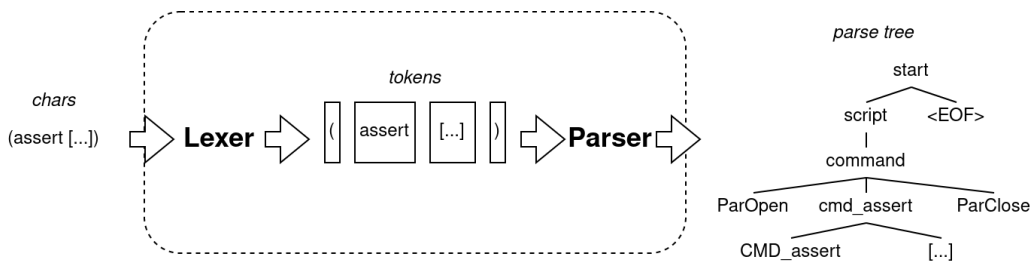 chars
(assert [...])
Lexer
tokens
(
assert
[...]
)
Parser
parse tree
start
script <EOF>
command
ParOpen cmd_assert ParClose
CMD_assert [...]